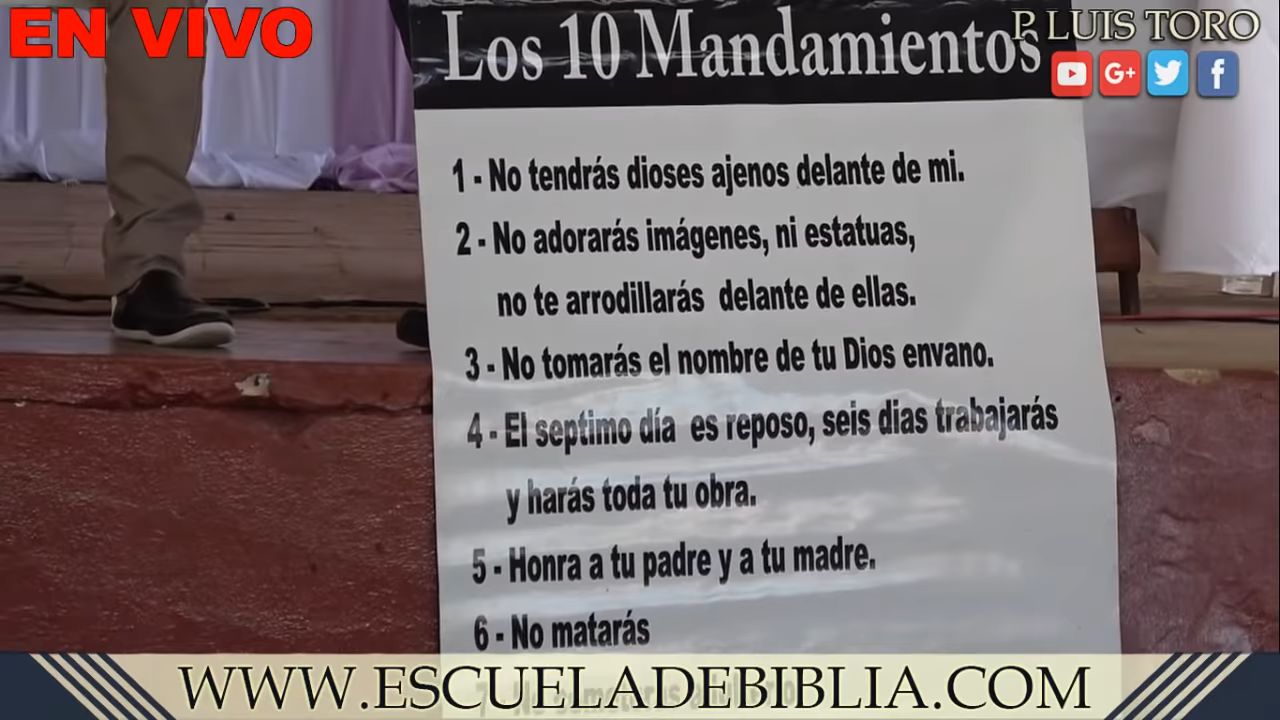 EN VIVO
P. LUIS TORO
Los 10 Mandamientos
1 - No tendrás dioses ajenos delante de mi.
2 - No adorarás imágenes, ni estatuas,
no te arrodillarás delante de ellas.
3 - No tomarás el nombre de tu Dios envano.
4 - El septimo día es reposo, seis dias trabajarás
y harás toda tu obra.
5 - Honra a tu padre y a tu madre.
6 - No matarás
WWW.ESCUELADEBIBLIA.COM